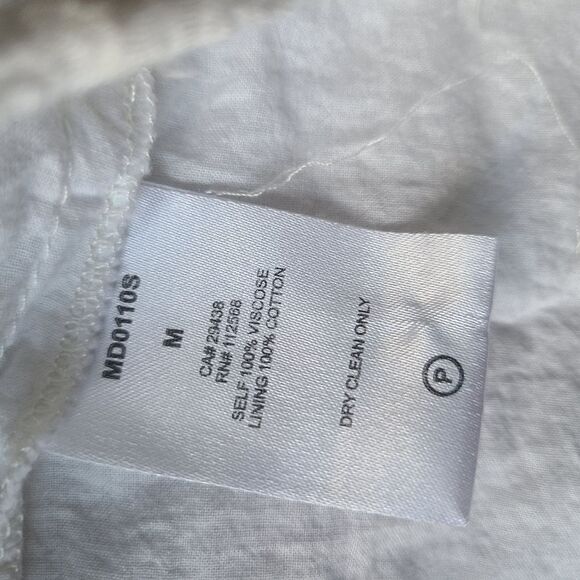 MD0110S
M
CA# 29438
RN# 112568
SELF 100% VISCOSE
LINING 100% COTTON
DRY CLEAN ONLY
P